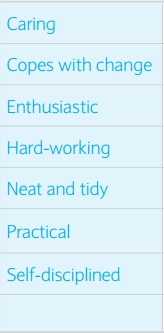 Caring
Copes with change
Enthusiastic
Hard-working
Neat and tidy
Practical
Self-disciplined